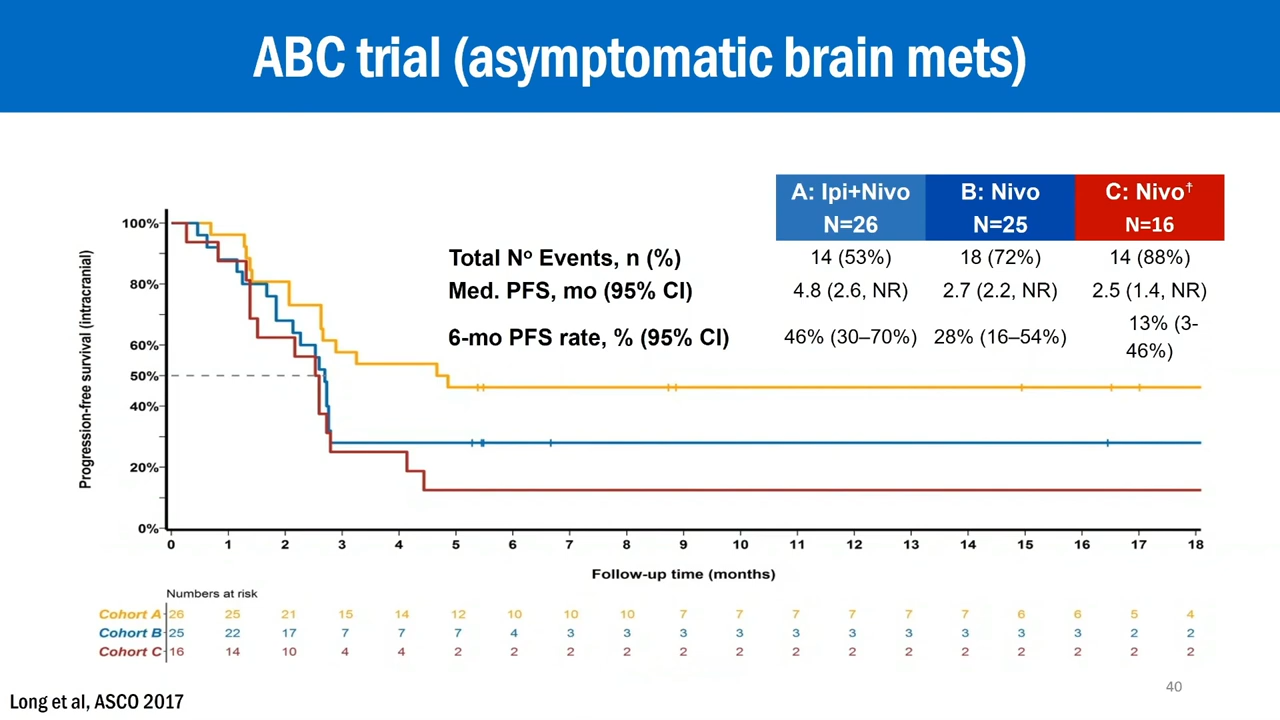 ABC trial (asymptomatic brain mets)
A: Ipi+Nivo B: Nivo C: Nivo†
N=26 N=25 N=16
Total Nº Events, n (%) 14 (53%) 18 (72%) 14 (88%)
Med. PFS, mo (95% CI) 4.8 (2.6, NR) 2.7 (2.2, NR) 2.5 (1.4, NR)
6-mo PFS rate, % (95% CI) 46% (30–70%) 28% (16–54%) 13% (3-
46%)
Progression-free survival (intracranial)
100%
80%
60%
50%
40%
20%
0%
0 1 2 3 4 5 6 7 8 9 10 11 12 13 14 15 16 17 18
Follow-up time (months)
Numbers at risk
Cohort A 26 25 21 15 14 12 10 10 10 7 7 7 7 7 7 6 6 5 4
Cohort B 25 22 17 7 7 7 4 3 3 3 3 3 3 3 3 3 3 2 2
Cohort C 16 14 10 4 4 2 2 2 2 2 2 2 2 2 2 2 2 2 2
40
Long et al, ASCO 2017